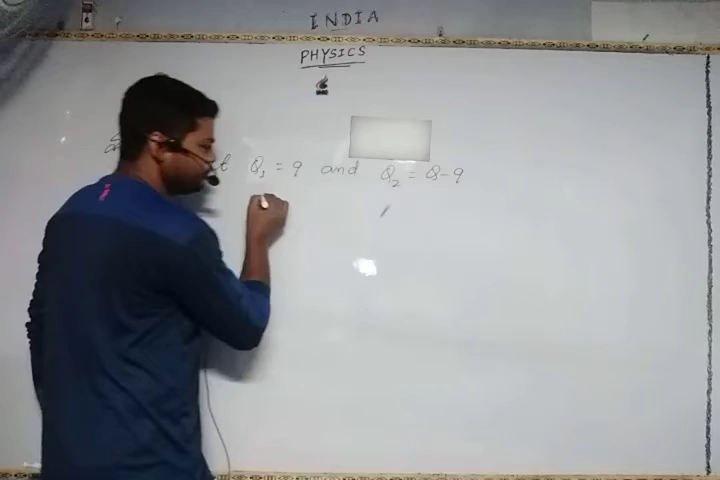 INDIA
PHYSICS
Q₁ = q and Q₂ = Q-q